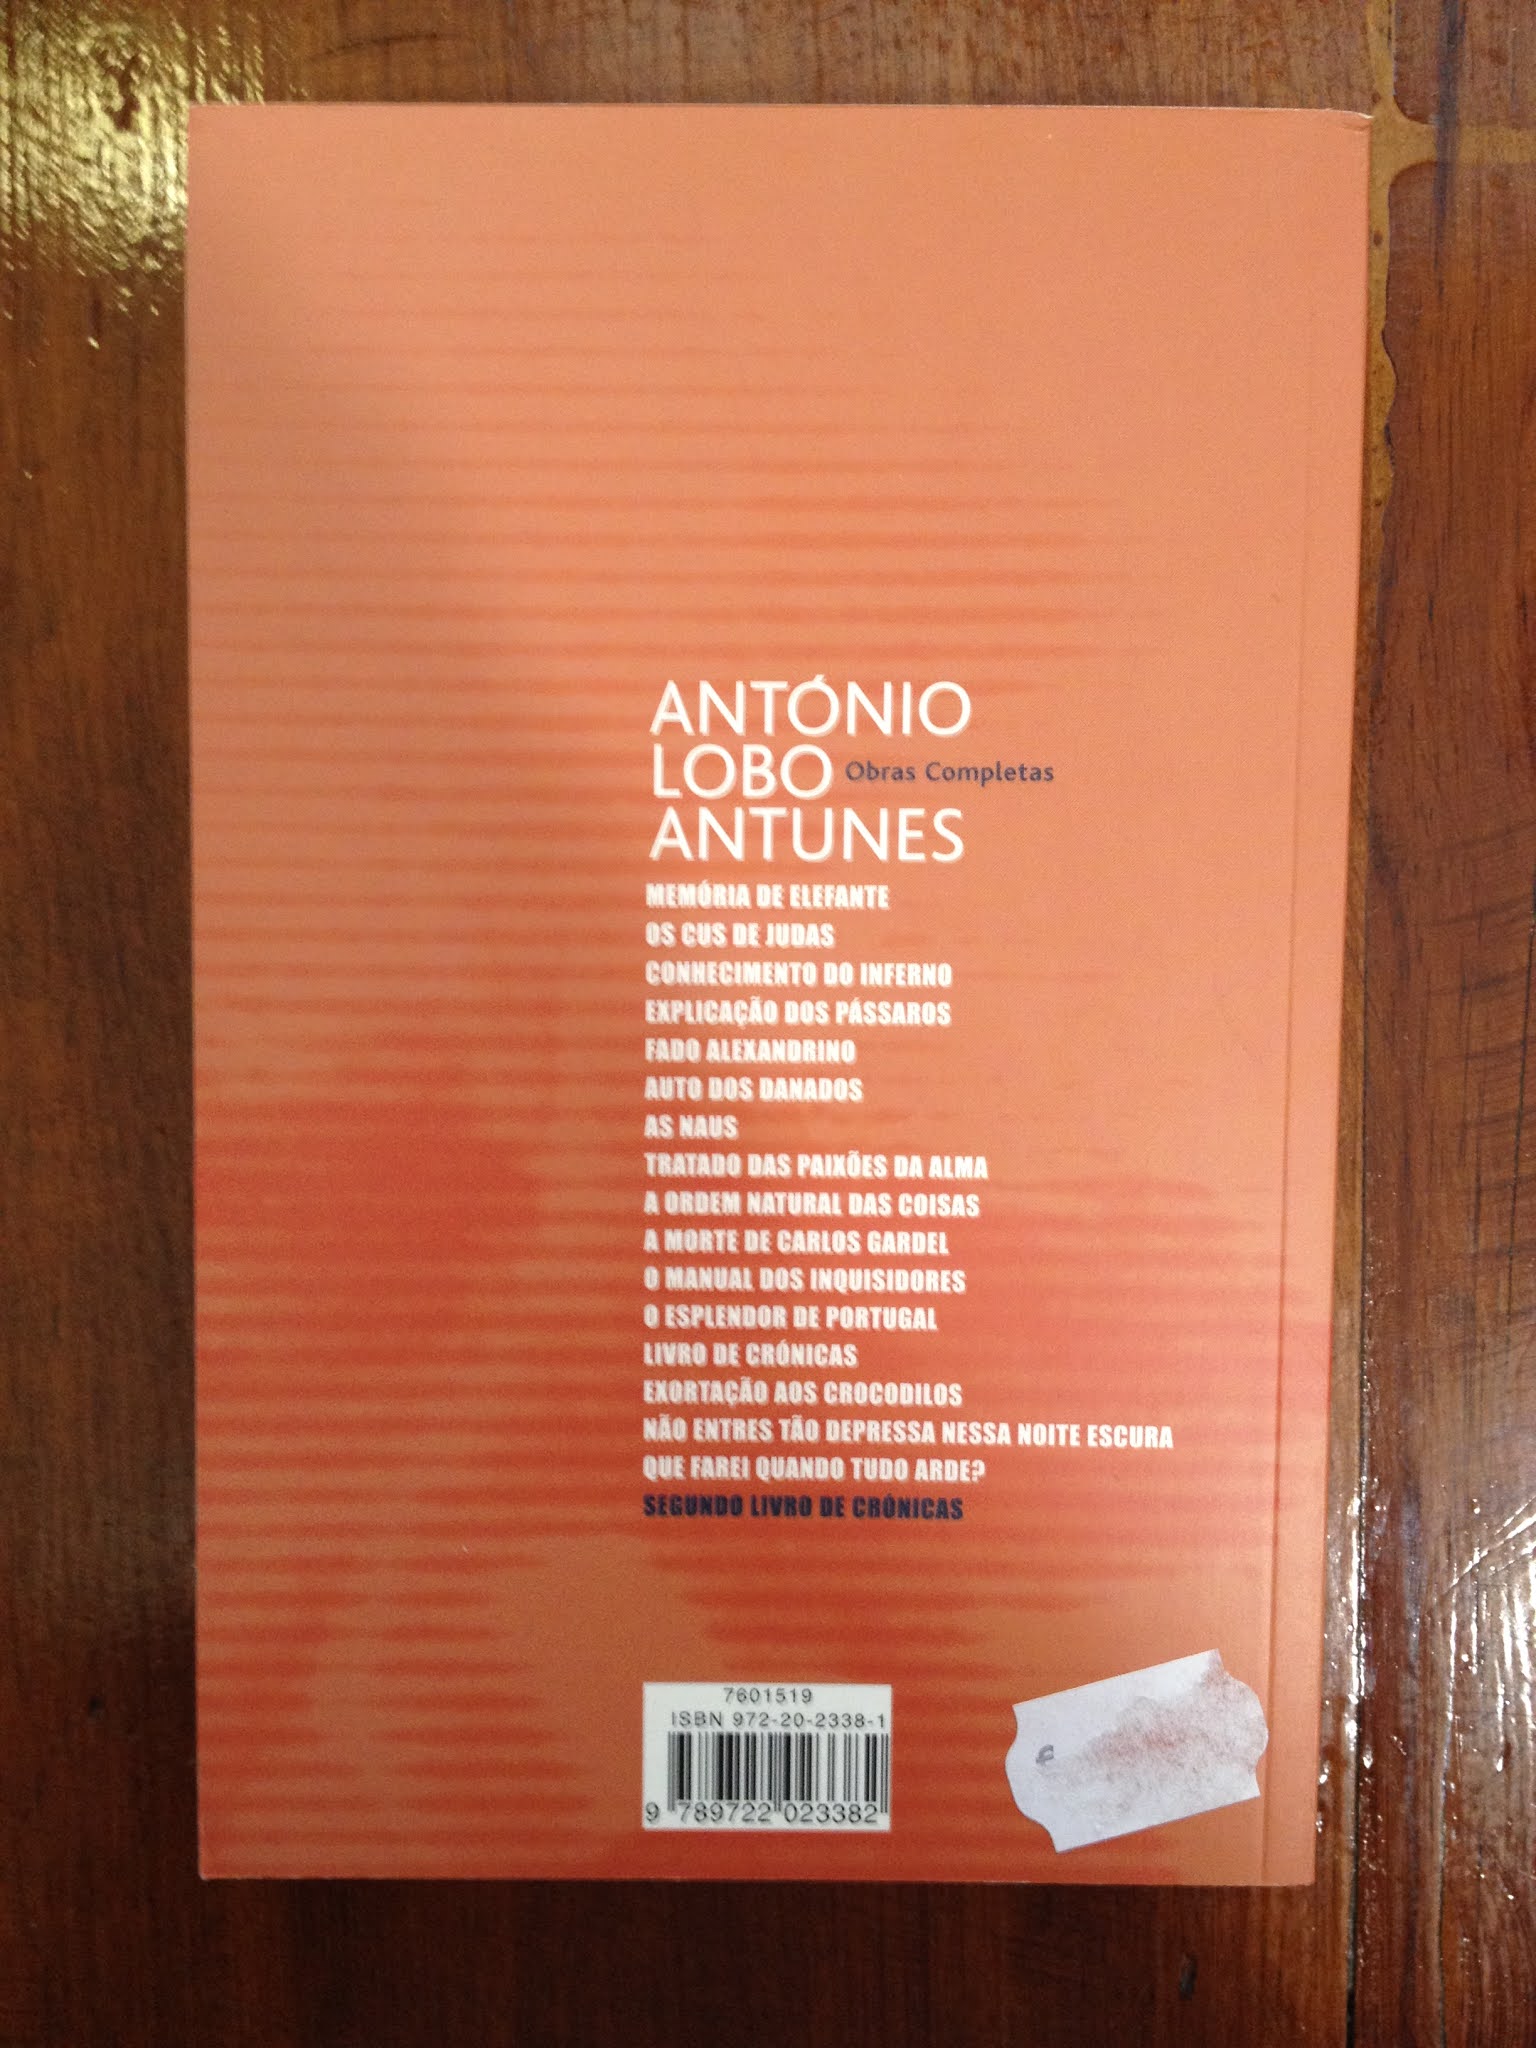 ANTÓNIO
LOBO Obras Completas
ANTUNES
MEMÓRIA DE ELEFANTE
OS CUS DE JUDAS
CONHECIMENTO DO INFERNO
EXPLICAÇÃO DOS PÁSSAROS
FADO ALEXANDRINO
AUTO DOS DANADOS
AS NAUS
TRATADO DAS PAIXÕES DA ALMA
A ORDEM NATURAL DAS COISAS
A MORTE DE CARLOS GARDEL
O MANUAL DOS INQUISIDORES
O ESPLENDOR DE PORTUGAL
LIVRO DE CRÓNICAS
EXORTAÇÃO AOS CROCODILOS
NÃO ENTRES TÃO DEPRESSA NESSA NOITE ESCURA
QUE FAREI QUANDO TUDO ARDE?
SEGUNDO LIVRO DE CRÓNICAS
7601519
ISBN 972-20-2338-1
9 789722 023382